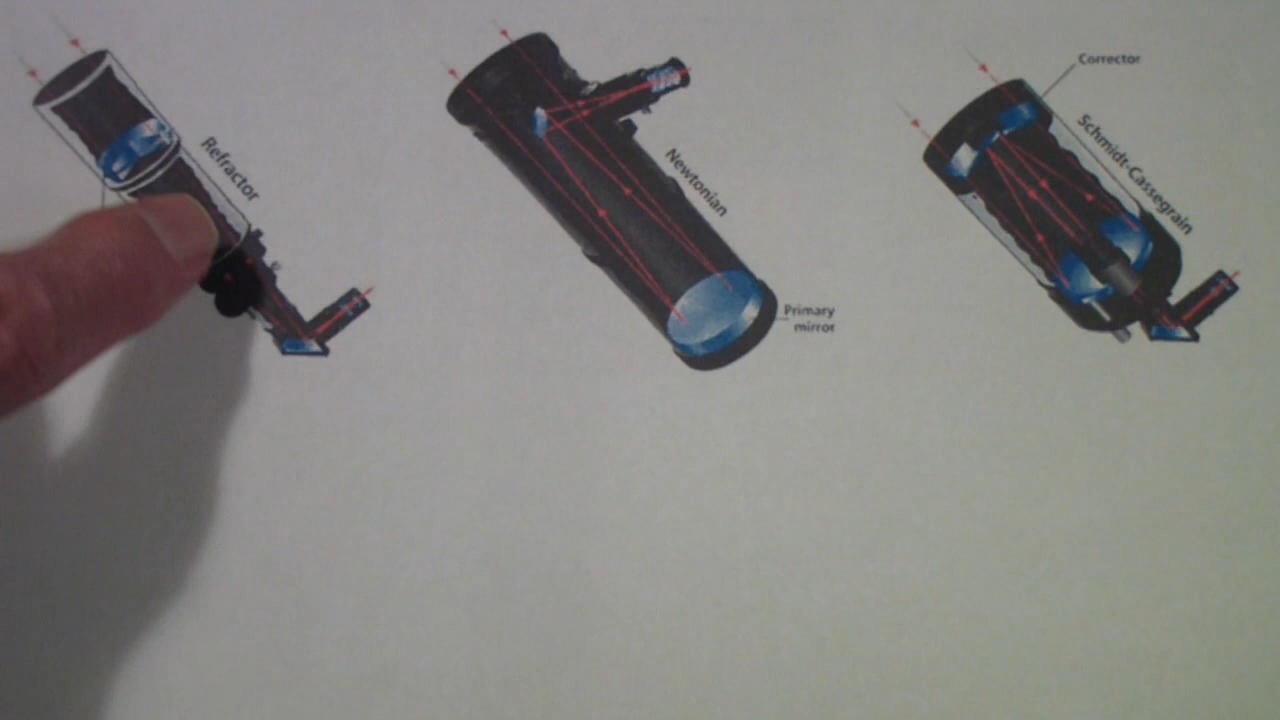 Refractor
Newtonian
Primary
mirror
Corrector
Schmidt-Cassegrain